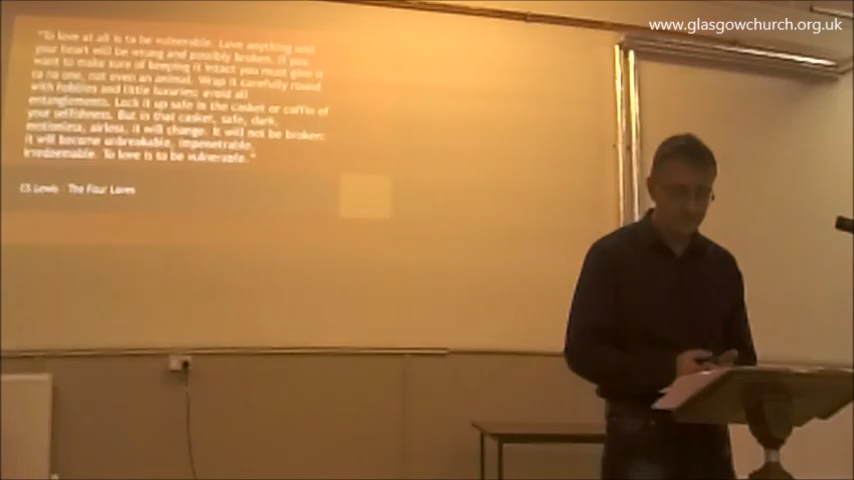 www.glasgowchurch.org.uk
"To love at all is to be vulnerable. Love anything and
your heart will be wrung and possibly broken. If you
want to make sure of keeping it intact you must give it
to no one, not even an animal. Wrap it carefully round
with hobbies and little luxuries; avoid all
entanglements. Lock it up safe in the casket or coffin of
your selfishness. But in that casket, safe, dark,
motionless, airless, it will change. It will not be broken;
it will become unbreakable, impenetrable,
irredeemable. To love is to be vulnerable."
CS Lewis The Four Loves